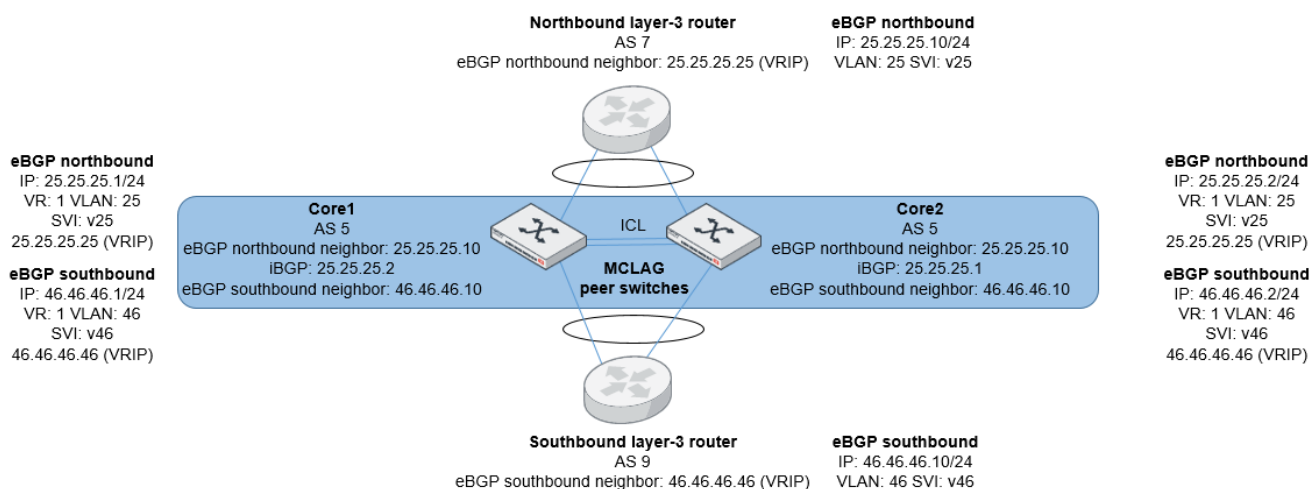 Northbound layer-3 router
AS 7
eBGP northbound neighbor: 25.25.25.25 (VRIP)
eBGP northbound
IP: 25.25.25.10/24
VLAN: 25 SVI: v25
eBGP northbound
IP: 25.25.25.1/24
VR: 1 VLAN: 25
SVI: v25
25.25.25.25 (VRIP)
eBGP southbound
IP: 46.46.46.1/24
VR: 1 VLAN: 46
SVI: v46
46.46.46.46 (VRIP)
Core1
AS 5
eBGP northbound neighbor: 25.25.25.10
iBGP: 25.25.25.2
eBGP southbound neighbor: 46.46.46.10
ICL
MCLAG
peer switches
Core2
AS 5
eBGP northbound neighbor: 25.25.25.10
iBGP: 25.25.25.1
eBGP southbound neighbor: 46.46.46.10
eBGP northbound
IP: 25.25.25.2/24
VR: 1 VLAN: 25
SVI: v25
25.25.25.25 (VRIP)
eBGP southbound
IP: 46.46.46.2/24
VR: 1 VLAN: 46
SVI: v46
46.46.46.46 (VRIP)
Southbound layer-3 router
AS 9
eBGP southbound neighbor: 46.46.46.46 (VRIP)
eBGP southbound
IP: 46.46.46.10/24
VLAN: 46 SVI: v46